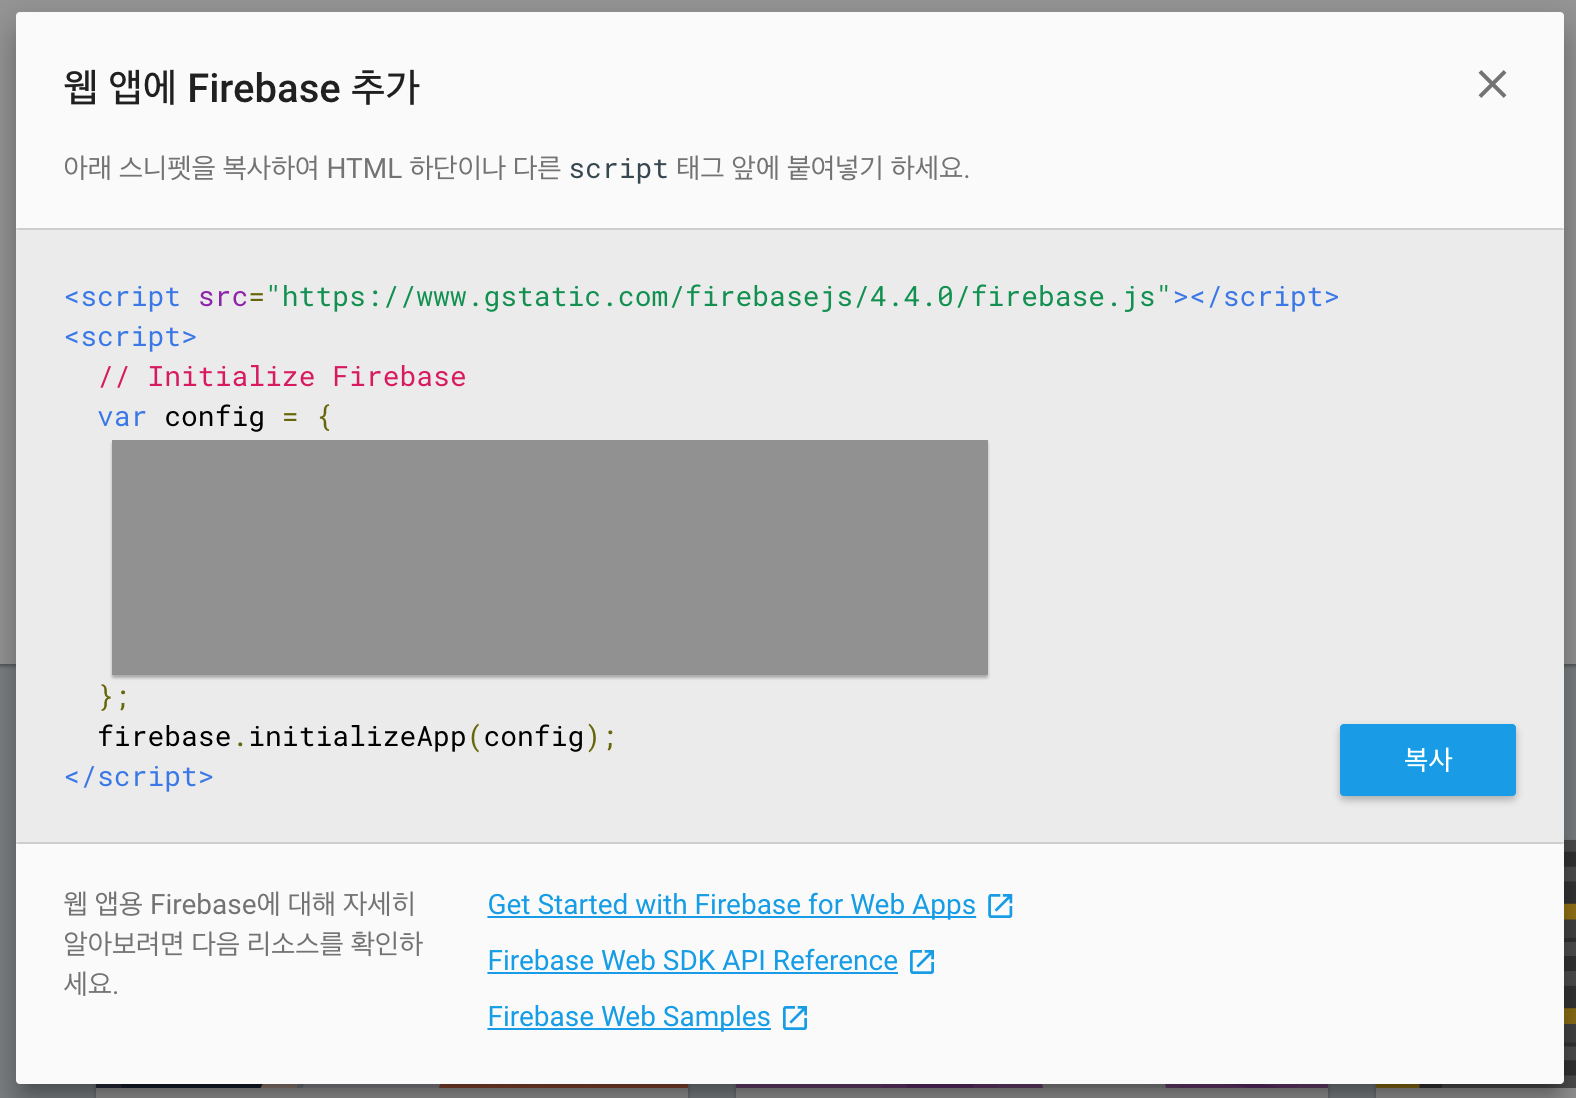 웹 앱에 Firebase 추가
아래 스니펫을 복사하여 HTML 하단이나 다른 script 태그 앞에 붙여넣기 하세요.
<script src="https://www.gstatic.com/firebasejs/4.4.0/firebase.js"></script>
<script>
// Initialize Firebase
var config = {
};
firebase.initializeApp(config);
</script>
복사
웹 앱용 Firebase에 대해 자세히
알아보려면 다음 리소스를 확인하
세요.
Get Started with Firebase for Web Apps
Firebase Web SDK API Reference
Firebase Web Samples